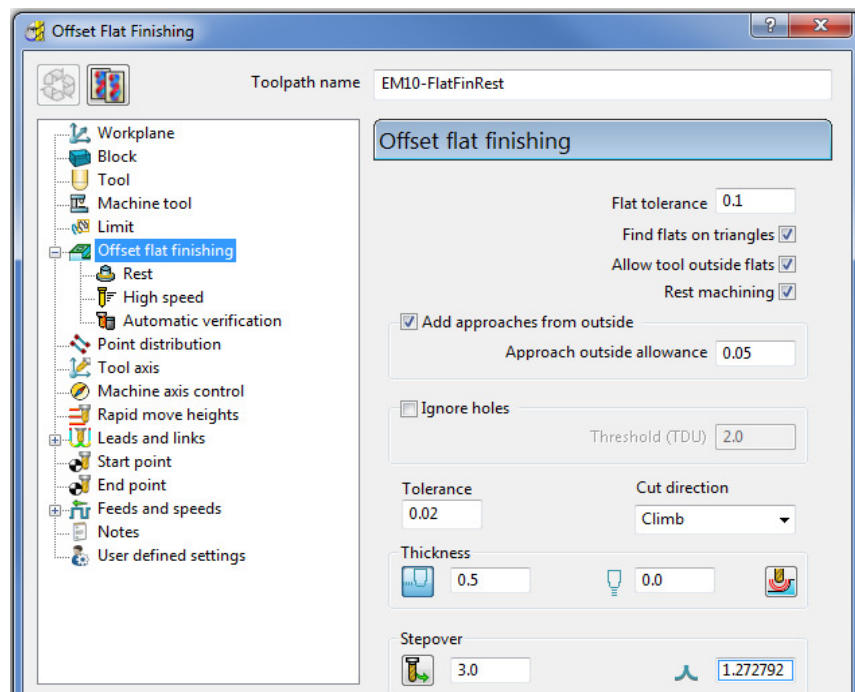 Offset Flat Finishing
Toolpath name EM10-FlatFinRest
Workplane
Block
Tool
Machine tool
Limit
Offset flat finishing
Rest
High speed
Automatic verification
Point distribution
Tool axis
Machine axis control
Rapid move heights
Leads and links
Start point
End point
Feeds and speeds
Notes
User defined settings
Offset flat finishing
Flat tolerance 0.1
Find flats on triangles
Allow tool outside flats
Rest machining
Add approaches from outside
Approach outside allowance 0.05
Ignore holes
Threshold (TDU) 2.0
Tolerance Cut direction
0.02 Climb
Thickness
0.5 0.0
Stepover
3.0 1.272792